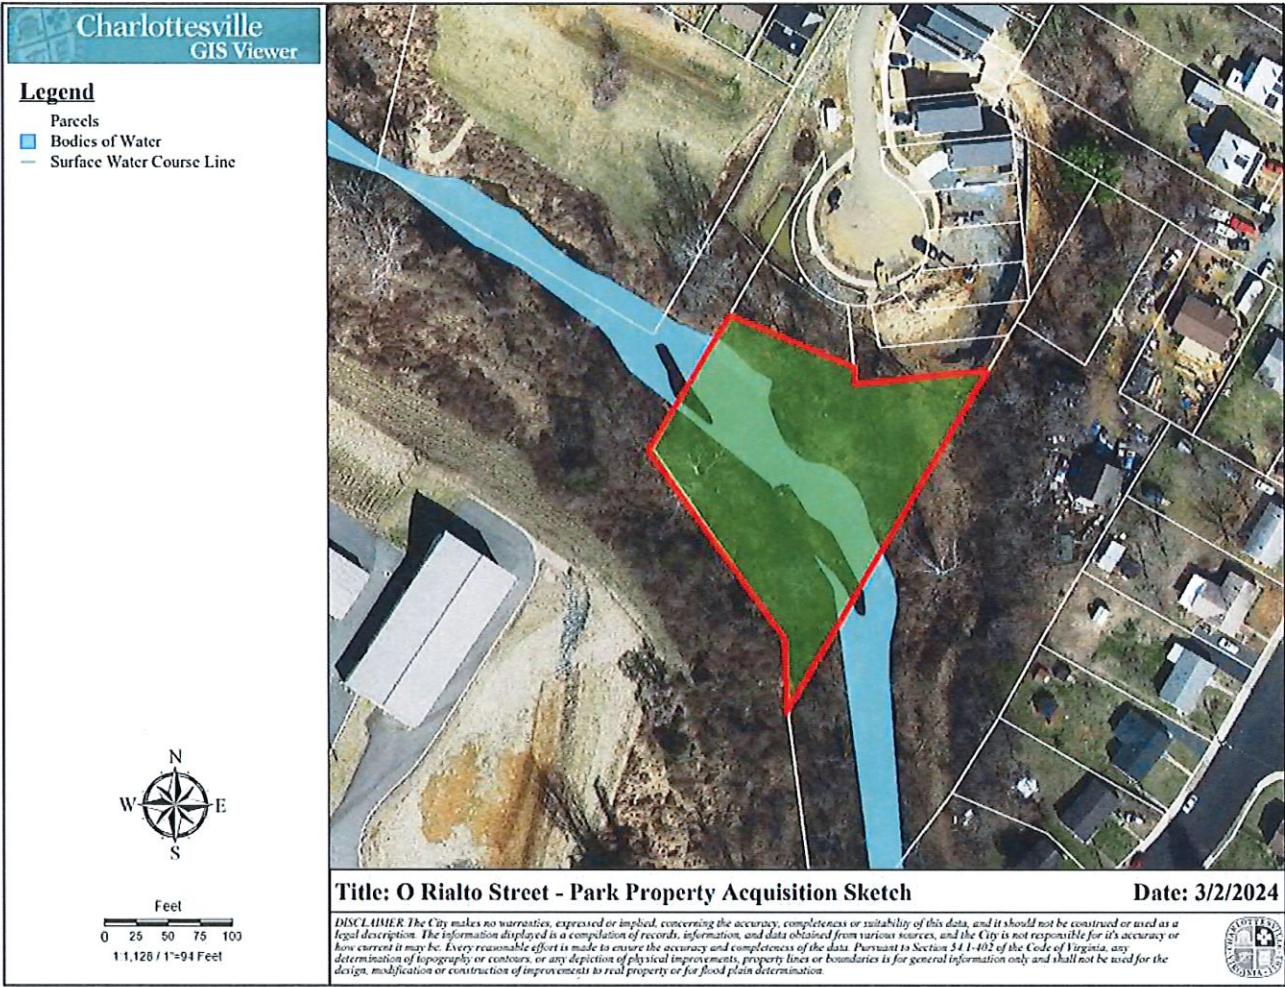 Charlottesville
GIS Viewer
Legend
Parcels
Bodies of Water
Surface Water Course Line
N
W E
S
Feet
0 25 50 75 100
1:1,128 / 1"=94 Feet
Title: O Rialto Street - Park Property Acquisition Sketch Date: 3/2/2024
DISCLAIMER The City makes no warranties, expressed or implied, concerning the accuracy, completeness or suitability of this data, and it should not be construed or used as a
legal description. The information displayed is a compilation of records, information, and data obtained from various sources, and the City is not responsible for it's accuracy or
how current it may be. Every reasonable effort is made to ensure the accuracy and completeness of the data. Pursuant to Section 54.1-402 of the Code of Virginia, any
determination of topography or contours, or any depiction of physical improvements, property lines or boundaries is for general information only and shall not be used for the
design, modification or construction of improvements to real property or for flood plain determination.